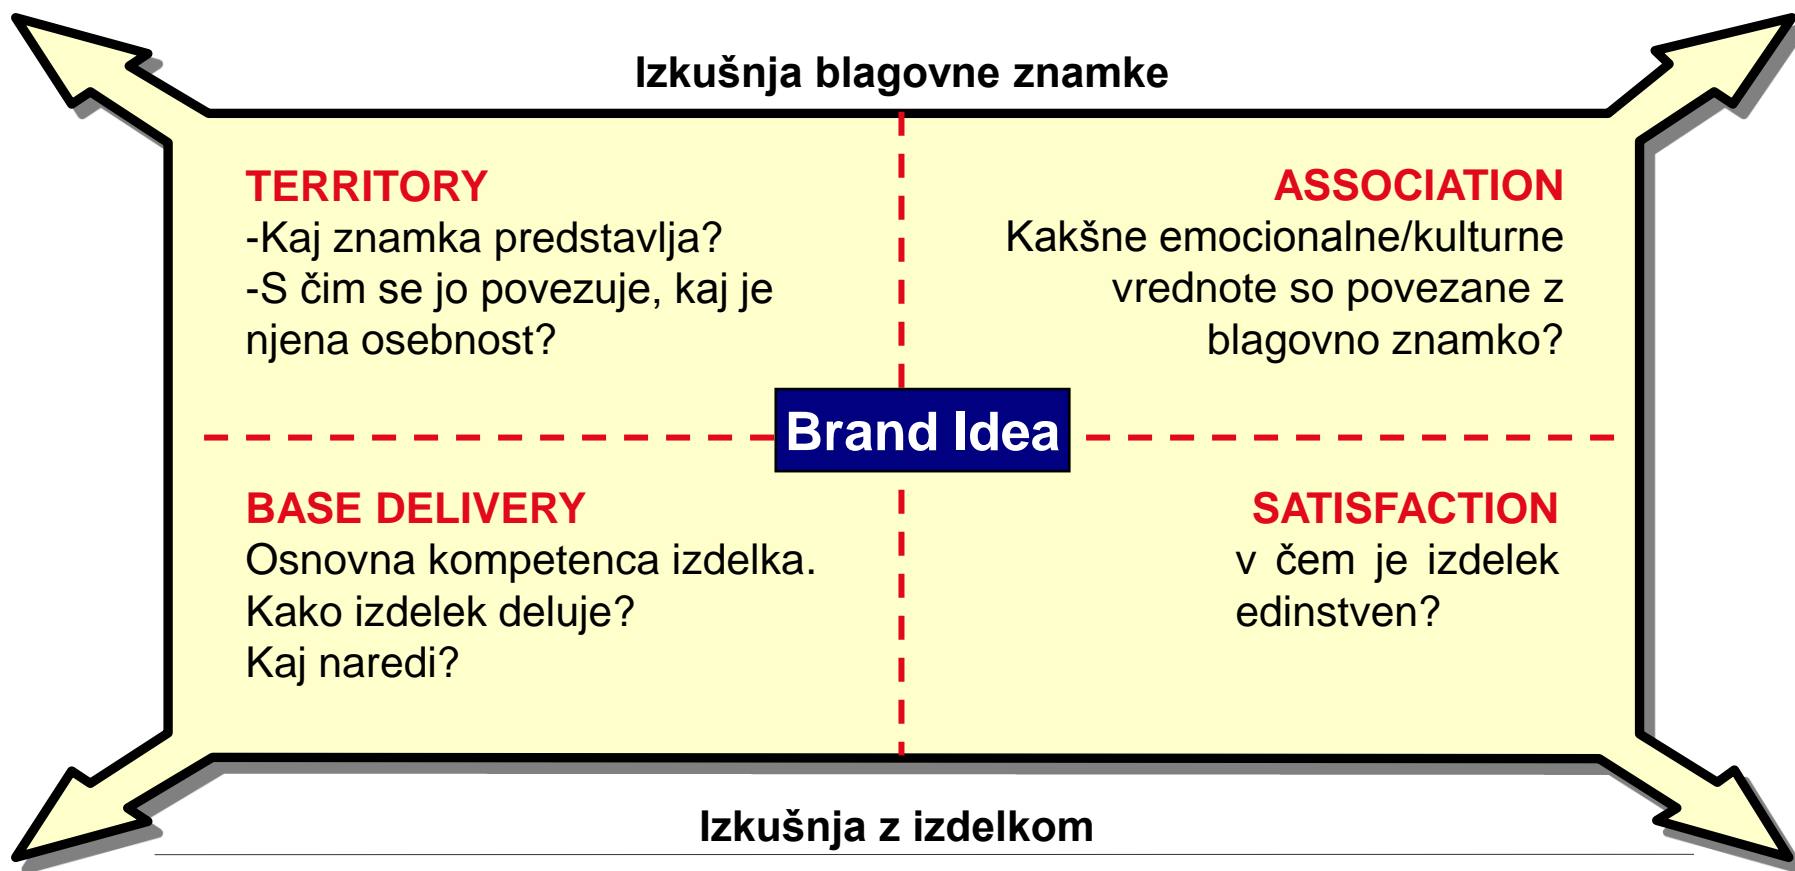 Izkušnja blagovne znamke
TERRITORY
-Kaj znamka predstavlja?
-S čim se jo povezuje, kaj je
njena osebnost?
ASSOCIATION
Kakšne emocionalne/kulturne
vrednote so povezane z
blagovno znamko?
Brand Idea
BASE DELIVERY
Osnovna kompetenca izdelka.
Kako izdelek deluje?
Kaj naredi?
SATISFACTION
v čem je izdelek
edinstven?
Izkušnja z izdelkom